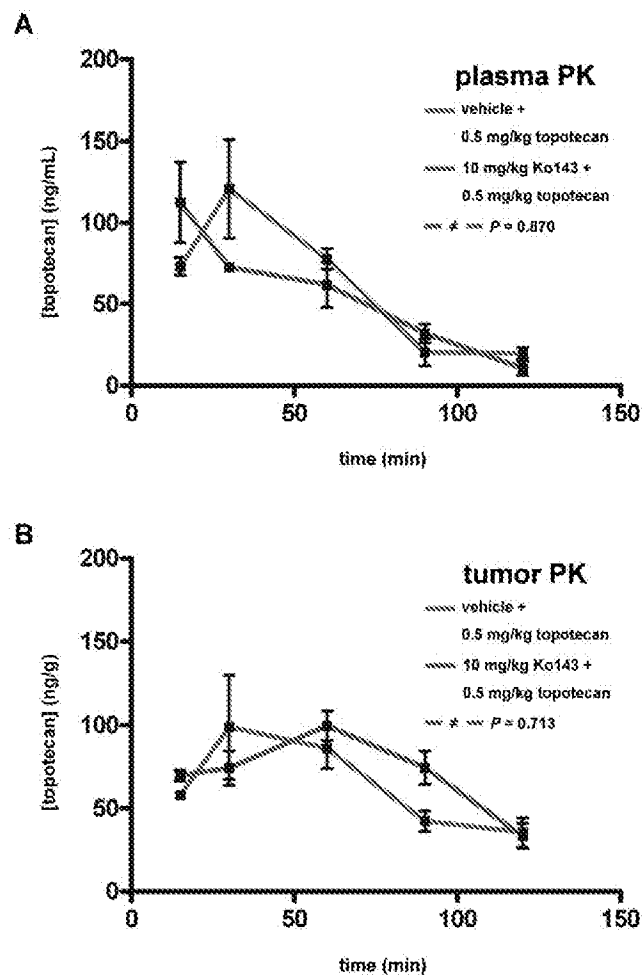 A
200
plasma PK
vehicle +
0.5 mg/kg topotecan
10 mg/kg Ko143 +
0.5 mg/kg topotecan
≠ P = 0.870
150
100
50
0
[topotecan] (ng/mL)
0 50 100 150
time (min)
B
200
tumor PK
vehicle +
0.5 mg/kg topotecan
10 mg/kg Ko143 +
0.5 mg/kg topotecan
≠ P = 0.713
150
100
50
0
[topotecan] (ng/g)
0 50 100 150
time (min)